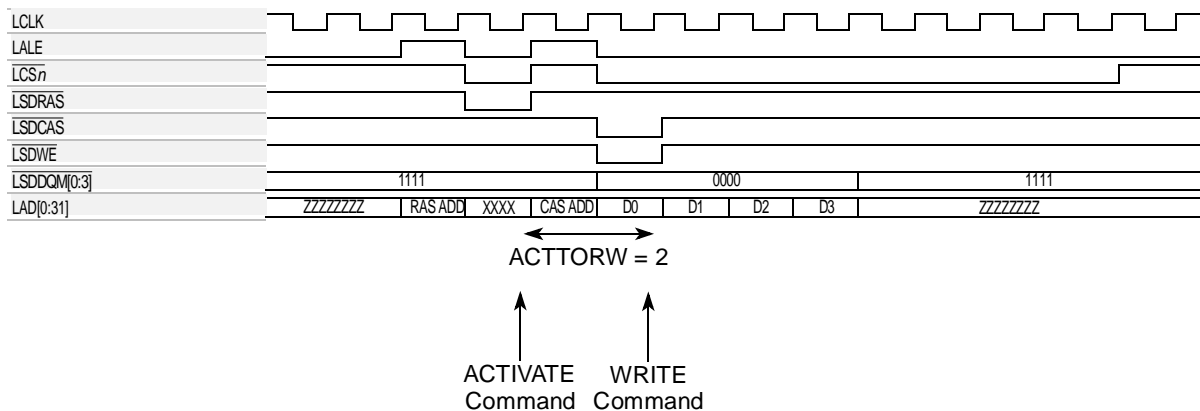 LCLK
LALE
LCSn
LSDRAS
LSDCAS
LSDWE
LSDDQM[0:3] 1111 0000 1111
LAD[0:31] ZZZZZZZZ RAS ADD XXXX CAS ADD D0 D1 D2 D3 ZZZZZZZZ
ACTTORW = 2
ACTIVATE WRITE
Command Command